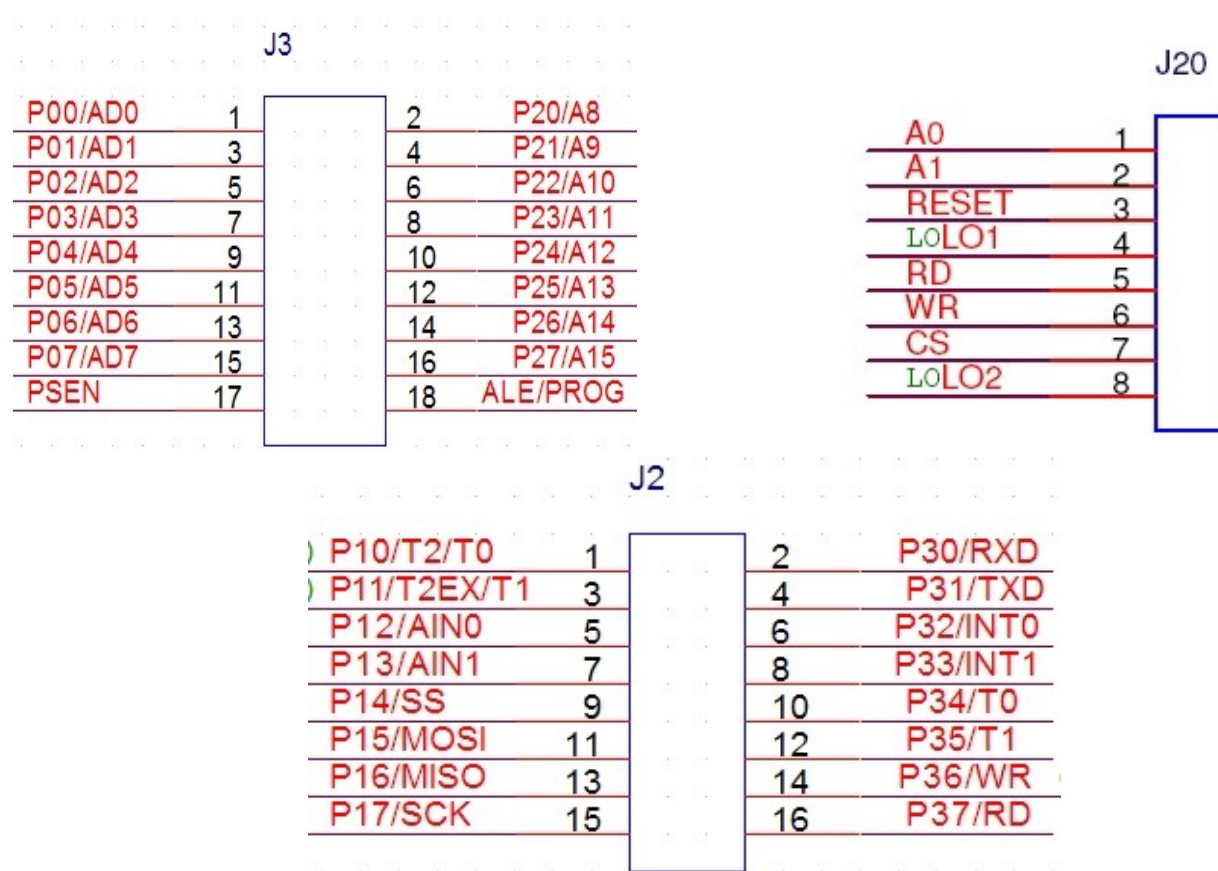 J3
P00/AD0 1 2 P20/A8
P01/AD1 3 4 P21/A9
P02/AD2 5 6 P22/A10
P03/AD3 7 8 P23/A11
P04/AD4 9 10 P24/A12
P05/AD5 11 12 P25/A13
P06/AD6 13 14 P26/A14
P07/AD7 15 16 P27/A15
PSEN 17 18 ALE/PROG
J20
A0 1
A1 2
RESET 3
LOLO1 4
RD 5
WR 6
CS 7
LOLO2 8
J2
P10/T2/T0 1 2 P30/RXD
P11/T2EX/T1 3 4 P31/TXD
P12/AIN0 5 6 P32/INT0
P13/AIN1 7 8 P33/INT1
P14/SS 9 10 P34/T0
P15/MOSI 11 12 P35/T1
P16/MISO 13 14 P36/WR
P17/SCK 15 16 P37/RD